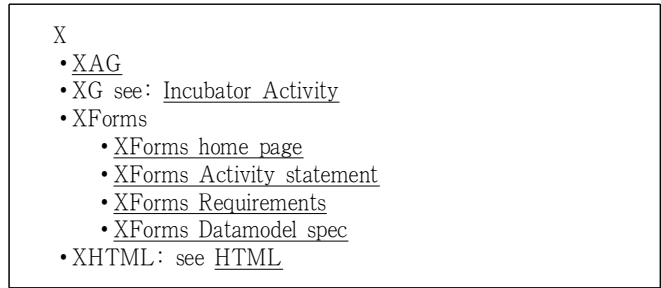 X
• XAG
• XG see: Incubator Activity
• XForms
• XForms home page
• XForms Activity statement
• XForms Requirements
• XForms Datamodel spec
• XHTML: see HTML